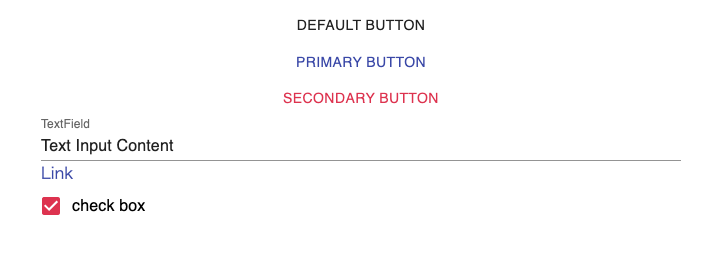 DEFAULT BUTTON
PRIMARY BUTTON
SECONDARY BUTTON
TextField
Text Input Content
Link
check box